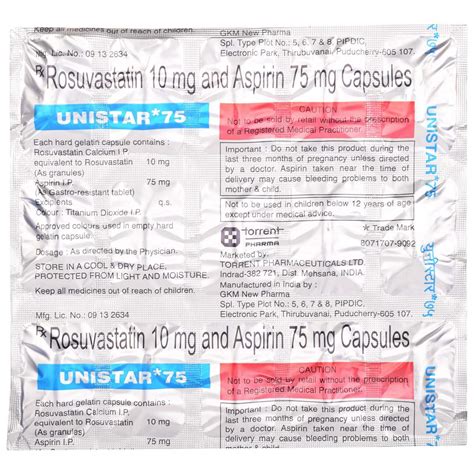 Keep all medicines out of reach of children.
GKM New Pharma
Spl. Type Plot No.: 5, 6, 7 & 8, PIPDIC,
Mfg. Lic. No.: 09 13 2634
Electronic Park, Thirubuvanai, Puducherry-605 107.
Rx Rosuvastatin 10 mg and Aspirin 75 mg Capsules
UNISTAR*75
CAUTION
Not to be sold by retail without the prescription
of a Registered Medical Practitioner.
Each hard gelatin capsule contains :
Rosuvastatin Calcium I.P.
equivalent to Rosuvastatin 10 mg
(As granules)
Aspirin I.P. 75 mg
(As Gastro-resistant tablet)
Excipients q.s.
Colour : Titanium Dioxide I.P.
Approved colours used in empty hard
gelatin capsule.
Dosage : As directed by the Physician.
STORE IN A COOL & DRY PLACE,
PROTECTED FROM LIGHT AND MOISTURE.
Keep all medicines out of reach of children.
Important : Do not take this product during the
last three months of pregnancy unless directed
by a doctor. Aspirin taken near the time of
delivery may cause bleeding problems to both
mother & child.
Not to be used in children below 12 years of age
except under medical advice.
torrent
PHARMA
* Trade Mark
8071707-9092
Marketed by:
TORRENT PHARMACEUTICALS LTD
Indrad-382 721, Dist. Mehsana, INDIA.
Manufactured in India by :
GKM New Pharma
Spl. Type Plot No.: 5, 6, 7 & 8, PIPDIC,
Mfg. Lic. No.: 09 13 2634
Electronic Park, Thirubuvanai, Puducherry-605 107.
UNISTAR*75
यूनिस्टार*७५
Rx Rosuvastatin 10 mg and Aspirin 75 mg Capsules
UNISTAR*75
CAUTION
Not to be sold by retail without the prescription
of a Registered Medical Practitioner.
Each hard gelatin capsule contains :
Rosuvastatin Calcium I.P.
equivalent to Rosuvastatin 10 mg
(As granules)
Aspirin I.P. 75 mg
Important : Do not take this product during the
last three months of pregnancy unless directed
by a doctor. Aspirin taken near the time of
delivery may cause bleeding problems to both
mother & child.
UNISTAR*75